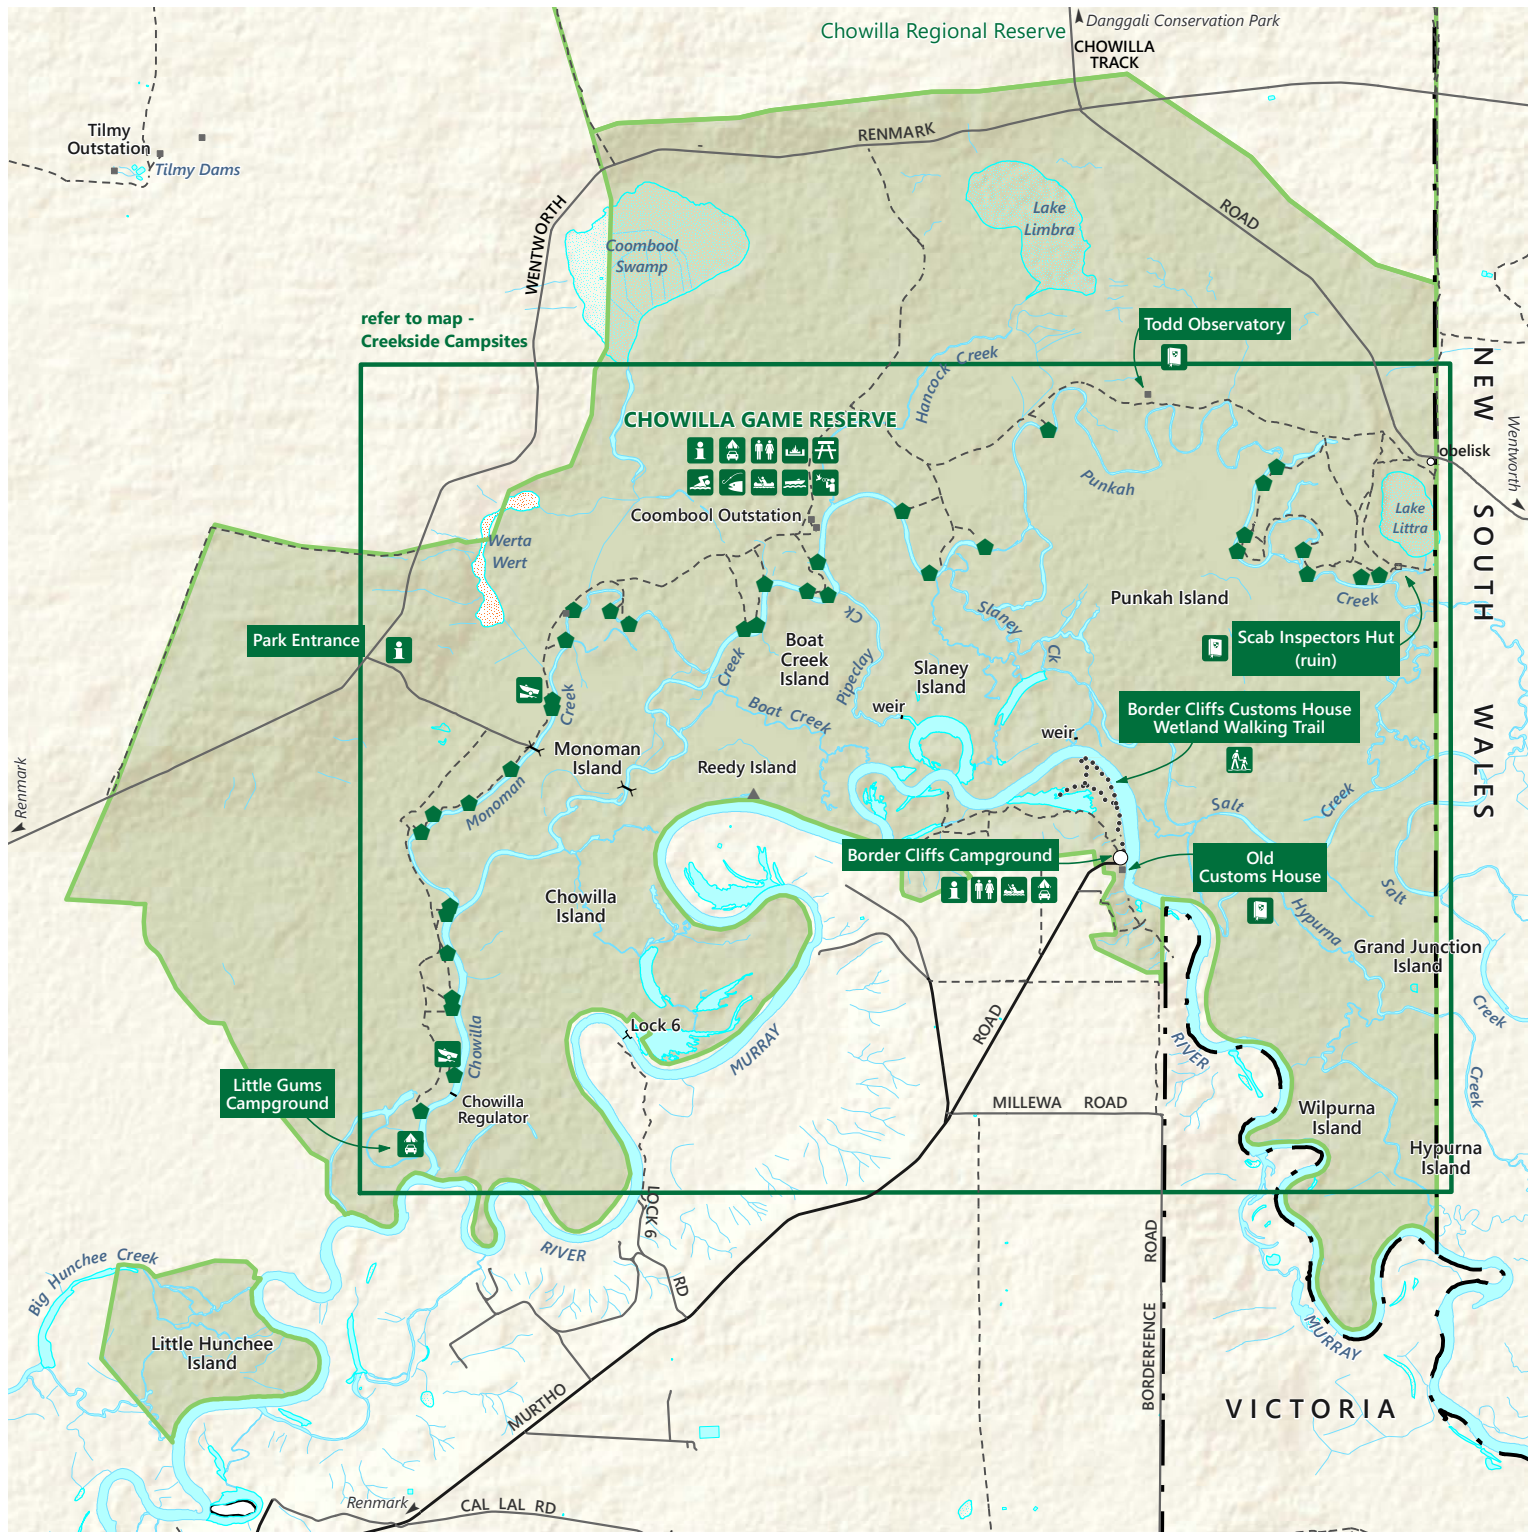 Chowilla Regional Reserve
Danggali Conservation Park
CHOWILLA
TRACK
Tilmy
Outstation
Tilmy Dams
RENMARK
WENTWORTH
ROAD
Coombool
Swamp
Lake
Limbra
refer to map -
Creekside Campsites
Todd Observatory
Hancock Creek
NEW SOUTH WALES
CHOWILLA GAME RESERVE
Wentworth
obelisk
Punkah
Coombool Outstation
Lake
Littra
Werta
Wert
Punkah Island
Creek
Slaney
Ck
Ck
Pipeclay
Park Entrance
Boat
Creek
Island
Scab Inspectors Hut
(ruin)
Slaney
Island
Creek
Creek
Boat Creek
weir
weir
Border Cliffs Customs House
Wetland Walking Trail
Monoman
Island
Reedy Island
Renmark
Monoman
Salt
Creek
Border Cliffs Campground
Old
Customs House
Salt
Creek
Chowilla
Island
Hypurna
Creek
Grand Junction
Island
Lock 6
MURRAY
ROAD
RIVER
Chowilla
Little Gums
Campground
Chowilla
Regulator
MILLEWA ROAD
Wilpurna
Island
Hypurna
Island
LOCK 6
RD
RIVER
Big Hunchee Creek
BORDERFENCE ROAD
MURRAY
Little Hunchee
Island
MURTHO
VICTORIA
Renmark
CAL LAL RD